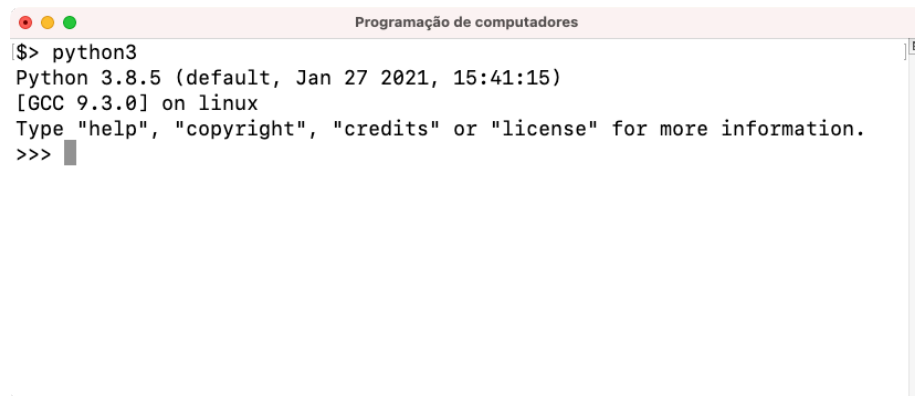 Programação de computadores
$> python3
Python 3.8.5 (default, Jan 27 2021, 15:41:15)
[GCC 9.3.0] on linux
Type "help", "copyright", "credits" or "license" for more information.
>>>